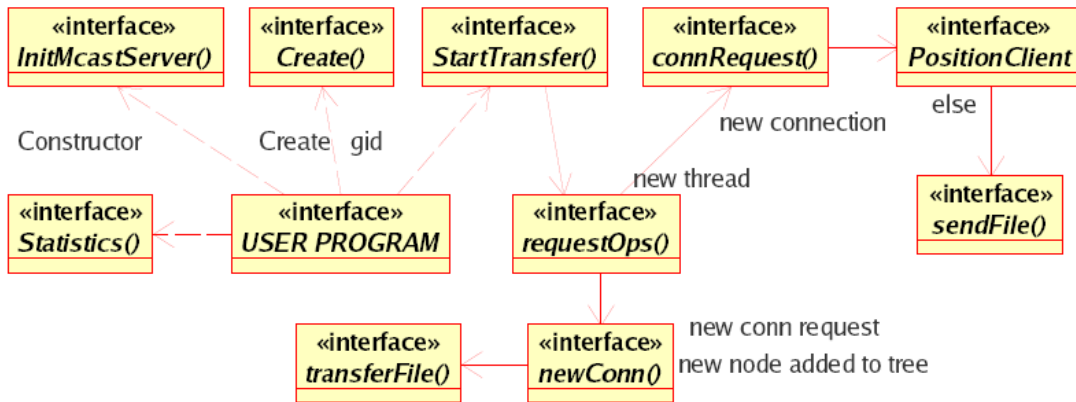 «interface»
InitMcastServer()
«interface»
Create()
«interface»
StartTransfer()
«interface»
connRequest()
«interface»
PositionClient
Constructor
Create gid
new connection
else
new thread
«interface»
Statistics()
«interface»
USER PROGRAM
«interface»
requestOps()
«interface»
sendFile()
«interface»
transferFile()
«interface»
newConn()
new conn request
new node added to tree